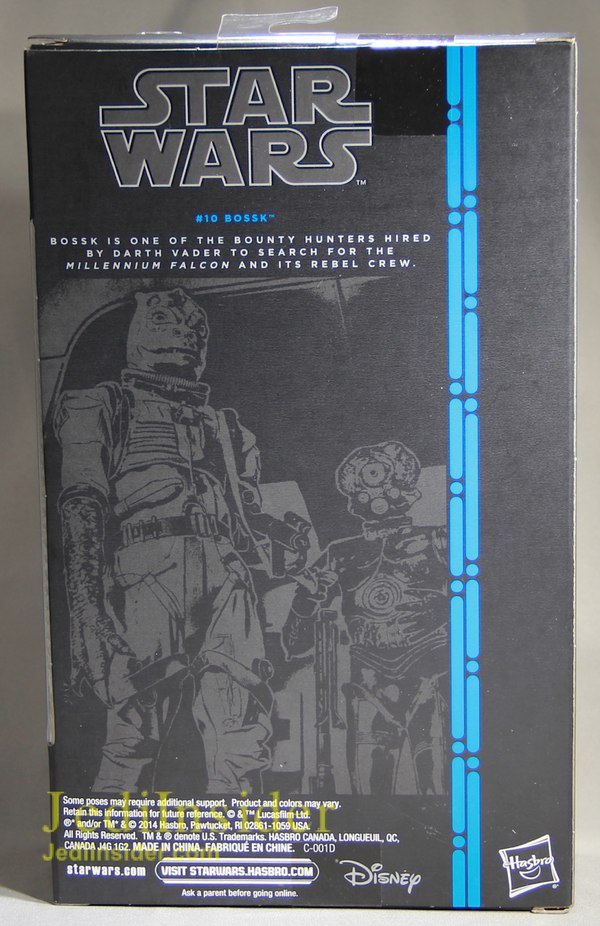 STAR
WARS™
#10 BOSSK™
BOSSK IS ONE OF THE BOUNTY HUNTERS HIRED
BY DARTH VADER TO SEARCH FOR THE
MILLENNIUM FALCON AND ITS REBEL CREW.
Some poses may require additional support. Product and colors may vary.
Retain this information for future reference. © & ™ Lucasfilm Ltd.
®* and/or TM* & © 2014 Hasbro, Pawtucket, RI 02861-1059 USA.
All Rights Reserved. TM & ® denote U.S. Trademarks. HASBRO CANADA, LONGUEUIL, QC,
CANADA J4G 1G2. MADE IN CHINA. FABRIQUÉ EN CHINE. C-001D
JediInsider
JediInsider.com
starwars.com VISIT STARWARS.HASBRO.COM Disney
Hasbro®
Ask a parent before going online.